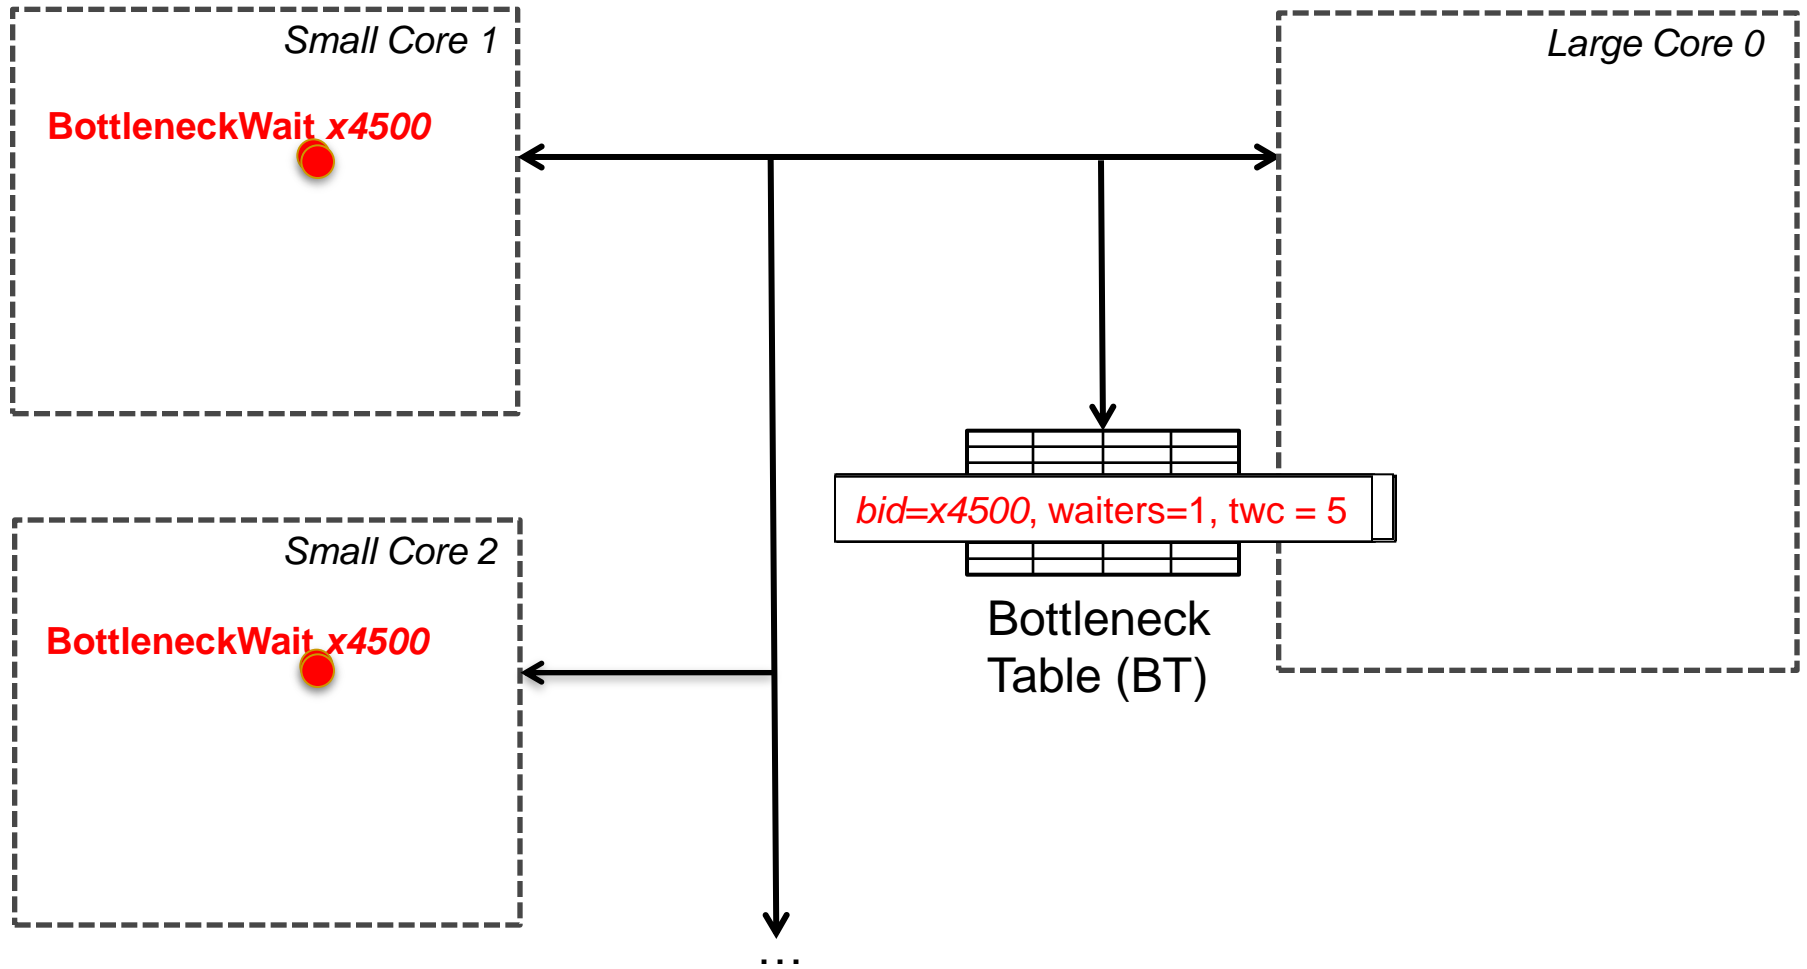 Small Core 1
Large Core 0
BottleneckWait x4500
bid=x4500, waiters=1, twc = 5
Small Core 2
Bottleneck
Table (BT)
BottleneckWait x4500
...